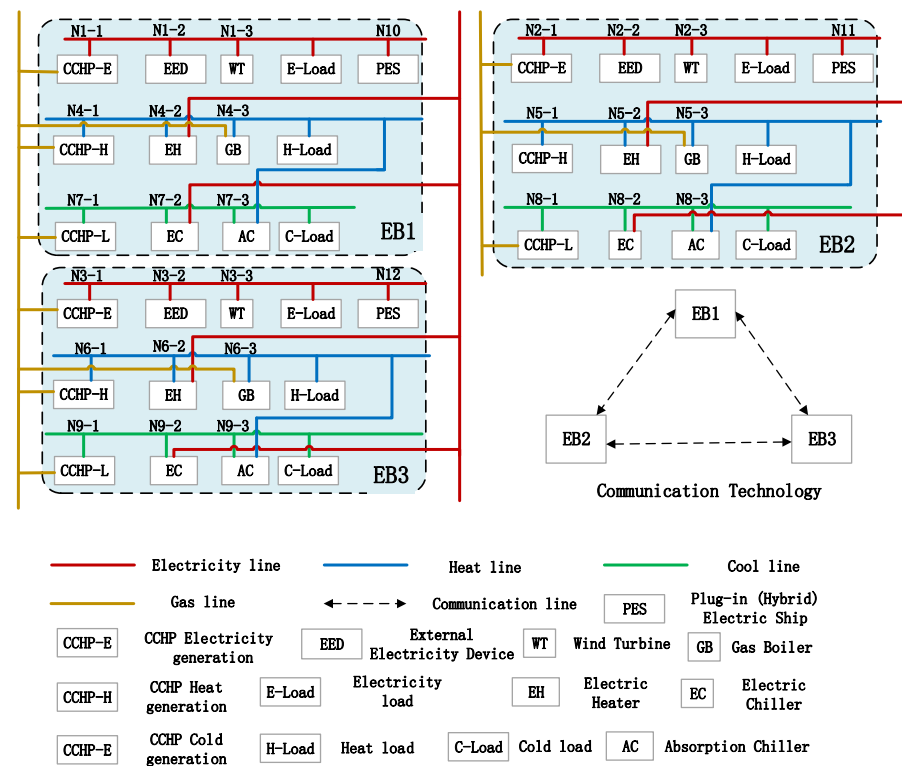 N1-1 N1-2 N1-3 N10
CCHP-E EED WT E-Load PES
N4-1 N4-2 N4-3
CCHP-H EH GB H-Load
N7-1 N7-2 N7-3
CCHP-L EC AC C-Load
EB1
N2-1 N2-2 N2-3 N11
CCHP-E EED WT E-Load PES
N5-1 N5-2 N5-3
CCHP-H EH GB H-Load
N8-1 N8-2 N8-3
CCHP-L EC AC C-Load
EB2
N3-1 N3-2 N3-3 N12
CCHP-E EED WT E-Load PES
N6-1 N6-2 N6-3
CCHP-H EH GB H-Load
N9-1 N9-2 N9-3
CCHP-L EC AC C-Load
EB3
EB1
EB2 EB3
Communication Technology
Electricity line Heat line Cool line
Gas line Communication line PES Plug-in (Hybrid)
Electric Ship
CCHP-E CCHP Electricity
generation
EED External
Electricity Device
WT Wind Turbine GB Gas Boiler
CCHP-H CCHP Heat
generation
E-Load Electricity
load
EH Electric
Heater
EC Electric
Chiller
CCHP-E CCHP Cold
generation
H-Load Heat load C-Load Cold load AC Absorption Chiller